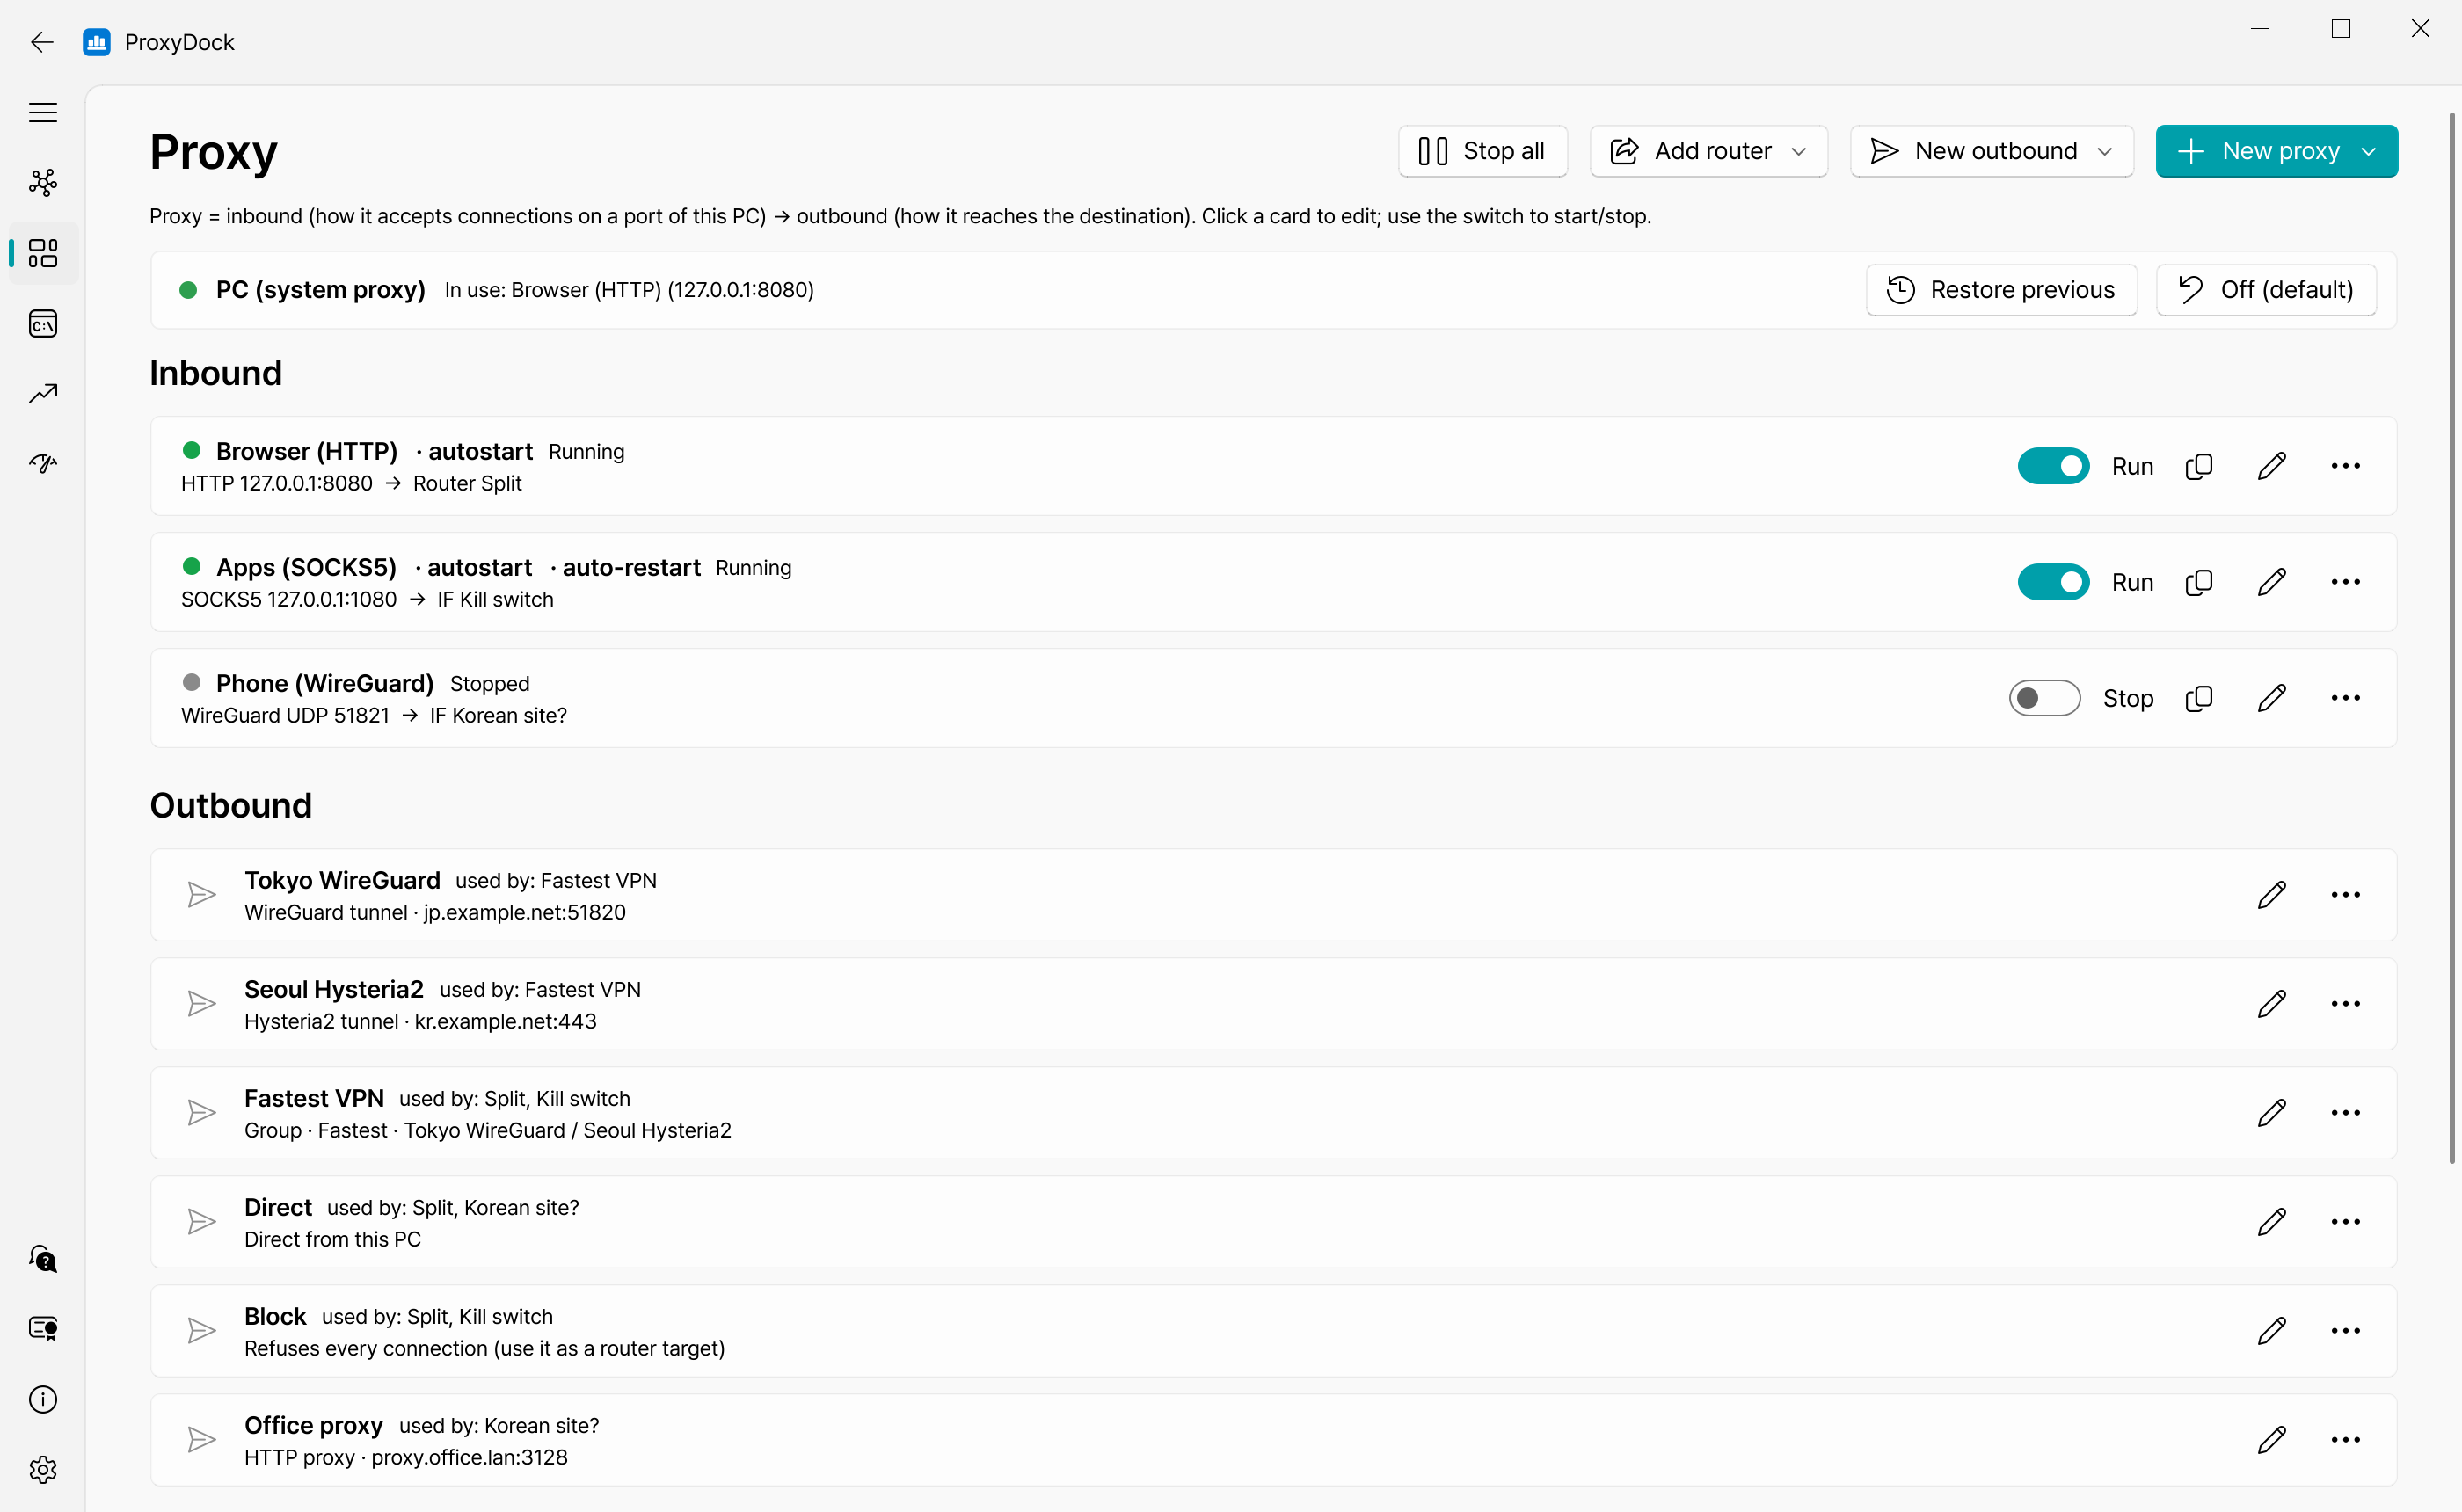 ProxyDock
Proxy
Stop all
Add router
New outbound
New proxy
Proxy = inbound (how it accepts connections on a port of this PC) → outbound (how it reaches the destination). Click a card to edit; use the switch to start/stop.
PC (system proxy) In use: Browser (HTTP) (127.0.0.1:8080)
Restore previous
Off (default)
Inbound
Browser (HTTP) · autostart Running
HTTP 127.0.0.1:8080 → Router Split
Run
Apps (SOCKS5) · autostart · auto-restart Running
SOCKS5 127.0.0.1:1080 → IF Kill switch
Run
Phone (WireGuard) Stopped
WireGuard UDP 51821 → IF Korean site?
Stop
Outbound
Tokyo WireGuard used by: Fastest VPN
WireGuard tunnel · jp.example.net:51820
Seoul Hysteria2 used by: Fastest VPN
Hysteria2 tunnel · kr.example.net:443
Fastest VPN used by: Split, Kill switch
Group · Fastest · Tokyo WireGuard / Seoul Hysteria2
Direct used by: Split, Korean site?
Direct from this PC
Block used by: Split, Kill switch
Refuses every connection (use it as a router target)
Office proxy used by: Korean site?
HTTP proxy · proxy.office.lan:3128